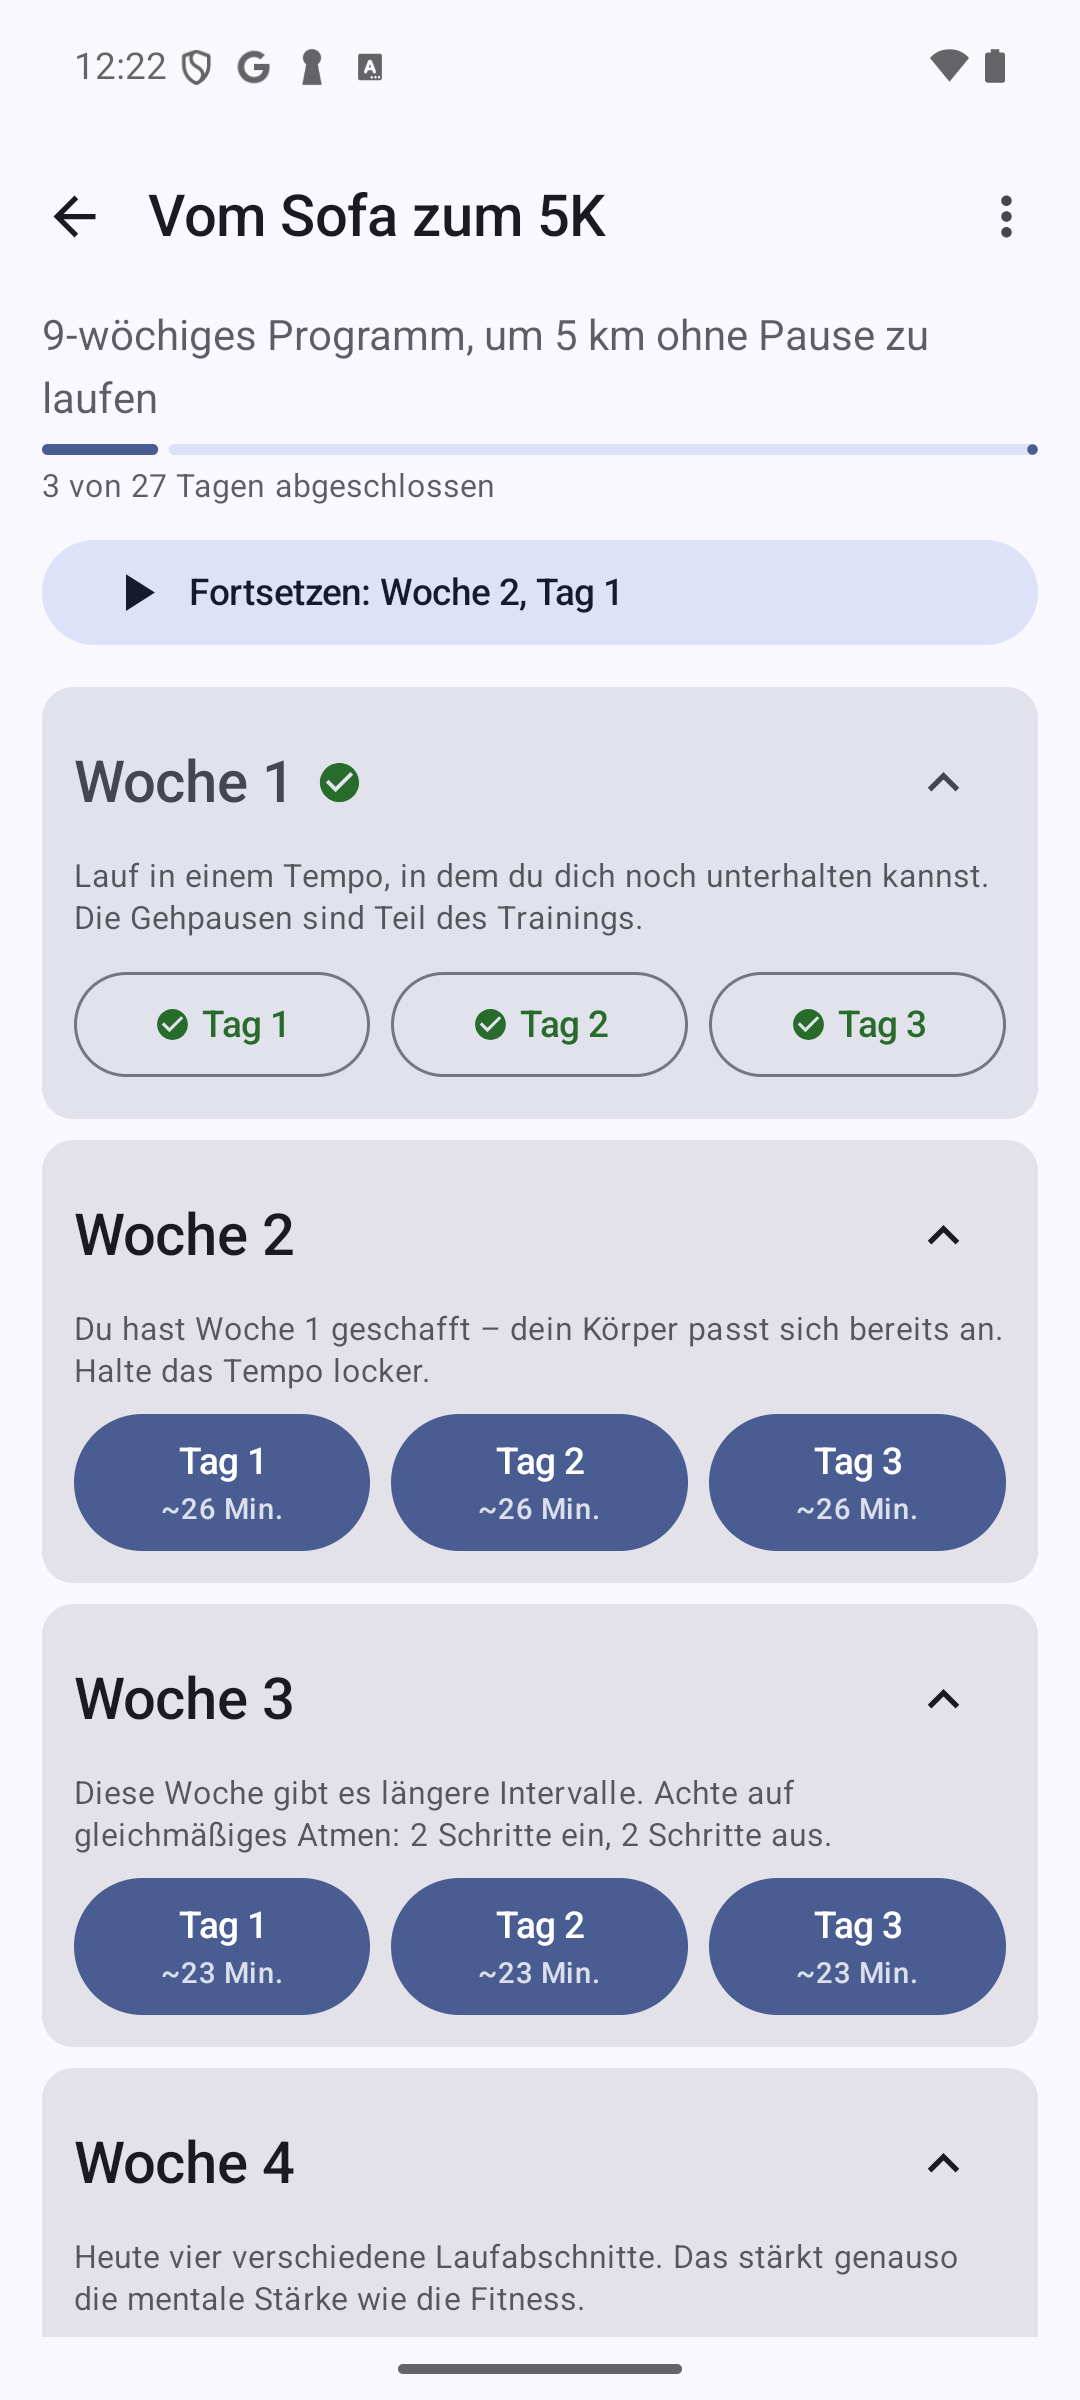 12:22
Vom Sofa zum 5K
9-wöchiges Programm, um 5 km ohne Pause zu
laufen
3 von 27 Tagen abgeschlossen
Fortsetzen: Woche 2, Tag 1
Woche 1
Lauf in einem Tempo, in dem du dich noch unterhalten kannst.
Die Gehpausen sind Teil des Trainings.
Tag 1 Tag 2 Tag 3
Woche 2
Du hast Woche 1 geschafft – dein Körper passt sich bereits an.
Halte das Tempo locker.
Tag 1 Tag 2 Tag 3
~26 Min. ~26 Min. ~26 Min.
Woche 3
Diese Woche gibt es längere Intervalle. Achte auf
gleichmäßiges Atmen: 2 Schritte ein, 2 Schritte aus.
Tag 1 Tag 2 Tag 3
~23 Min. ~23 Min. ~23 Min.
Woche 4
Heute vier verschiedene Laufabschnitte. Das stärkt genauso
die mentale Stärke wie die Fitness.